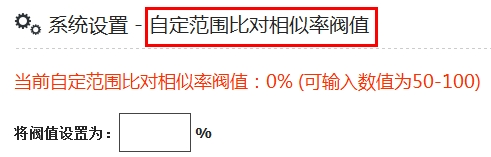 系统设置 - 自定范围比对相似率阀值
当前自定范围比对相似率阀值：0% (可输入数值为50-100)
将阀值设置为： %